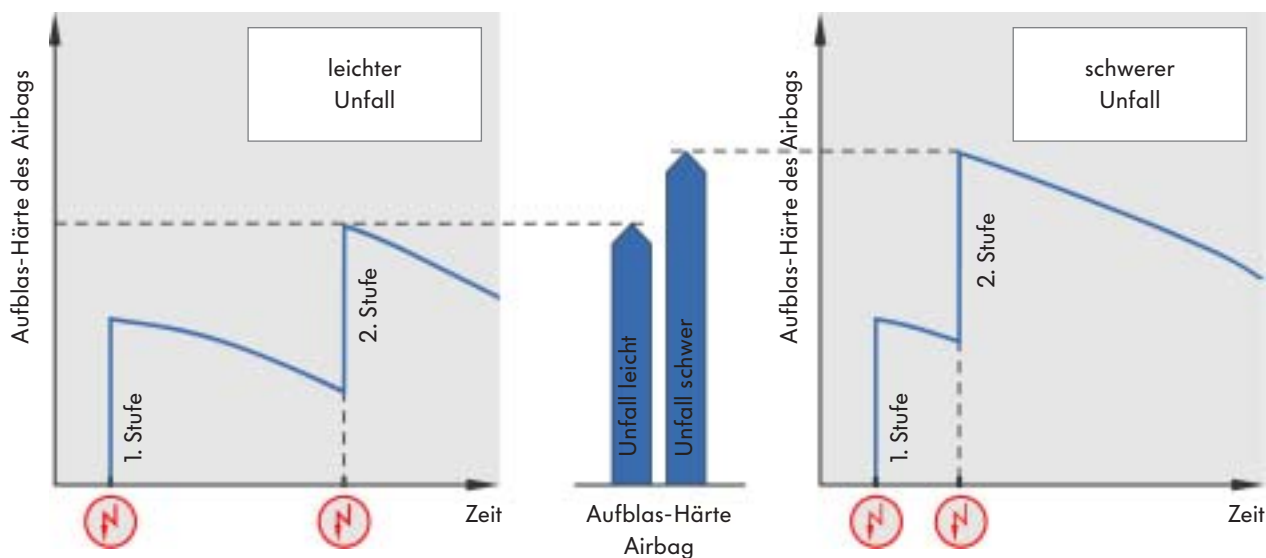 Aufblas-Härte des Airbags
leichter
Unfall
1. Stufe
2. Stufe
Zeit
Unfall leicht
Unfall schwer
Aufblas-Härte
Airbag
Aufblas-Härte des Airbags
schwerer
Unfall
1. Stufe
2. Stufe
Zeit